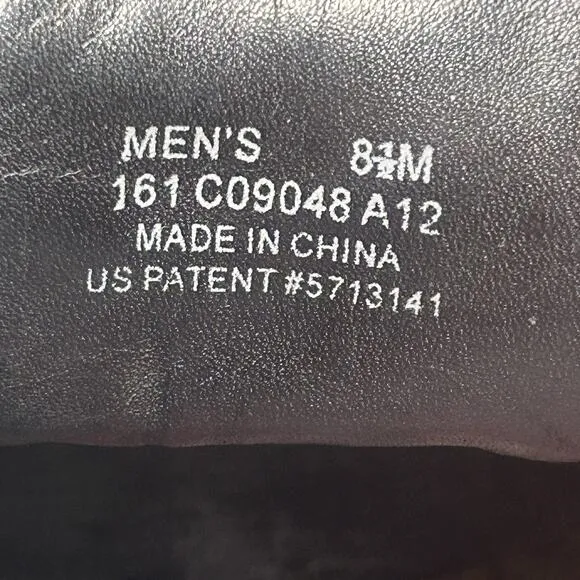 MEN'S 8½M
161 C09048 A12
MADE IN CHINA
US PATENT #5713141